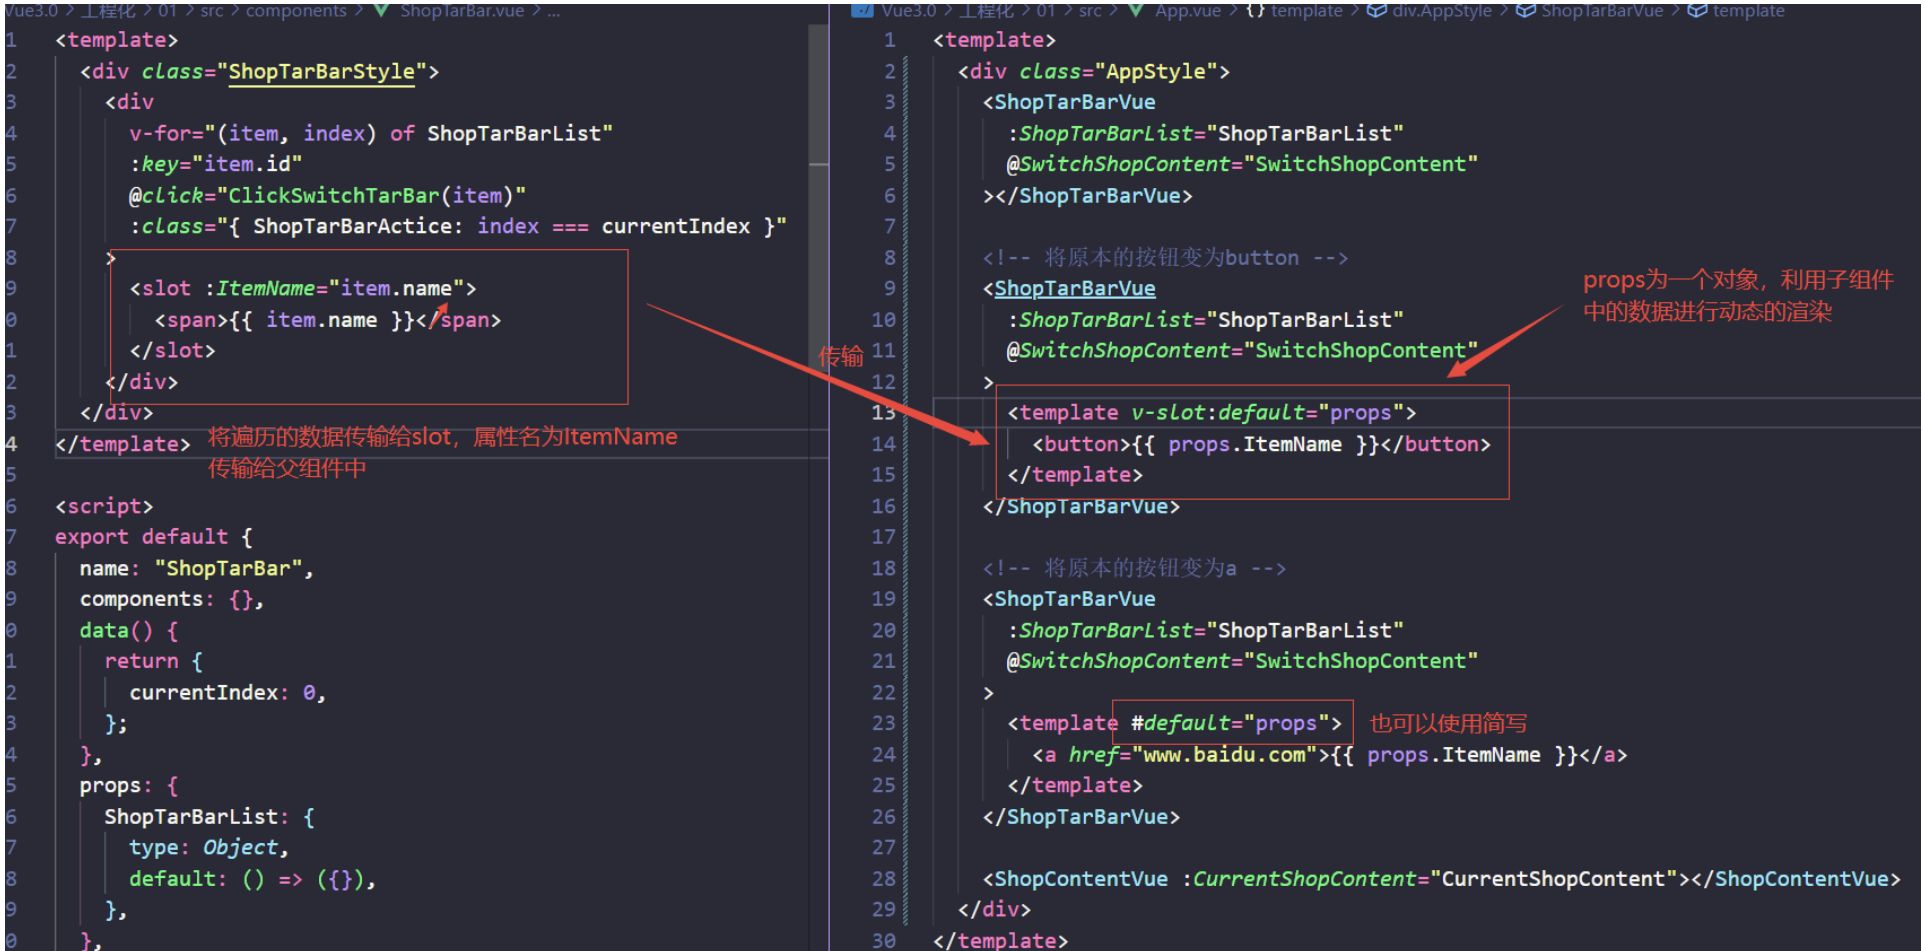 Vue3.0 > 工程化 > 01 > src > components > ShopTarBar.vue > ...
1 <template>
2 <div class="ShopTarBarStyle">
3 <div
4 v-for="(item, index) of ShopTarBarList"
5 :key="item.id"
6 @click="ClickSwitchTarBar(item)"
7 :class="{ ShopTarBarActice: index === currentIndex }"
8 >
9 <slot :ItemName="item.name">
0 <span>{{ item.name }}</span>
1 </slot>
2 </div>
3 </div>
4 </template>
将遍历的数据传输给slot，属性名为ItemName
传输给父组件中
5
6 <script>
7 export default {
8 name: "ShopTarBar",
9 components: {},
0 data() {
1 return {
2 currentIndex: 0,
3 };
4 },
5 props: {
6 ShopTarBarList: {
7 type: Object,
8 default: () => ({}),
9 },
0 },
传输
Vue3.0 > 工程化 > 01 > src > App.vue > {} template > div.AppStyle > ShopTarBarVue > template
1 <template>
2 <div class="AppStyle">
3 <ShopTarBarVue
4 :ShopTarBarList="ShopTarBarList"
5 @SwitchShopContent="SwitchShopContent"
6 ></ShopTarBarVue>
7
8 <!-- 将原本的按钮变为button -->
9 <ShopTarBarVue
10 :ShopTarBarList="ShopTarBarList"
11 @SwitchShopContent="SwitchShopContent"
12 >
props为一个对象，利用子组件
中的数据进行动态的渲染
13 <template v-slot:default="props">
14 <button>{{ props.ItemName }}</button>
15 </template>
16 </ShopTarBarVue>
17
18 <!-- 将原本的按钮变为a -->
19 <ShopTarBarVue
20 :ShopTarBarList="ShopTarBarList"
21 @SwitchShopContent="SwitchShopContent"
22 >
23 <template #default="props"> 也可以使用简写
24 <a href="www.baidu.com">{{ props.ItemName }}</a>
25 </template>
26 </ShopTarBarVue>
27
28 <ShopContentVue :CurrentShopContent="CurrentShopContent"></ShopContentVue>
29 </div>
30 </template>